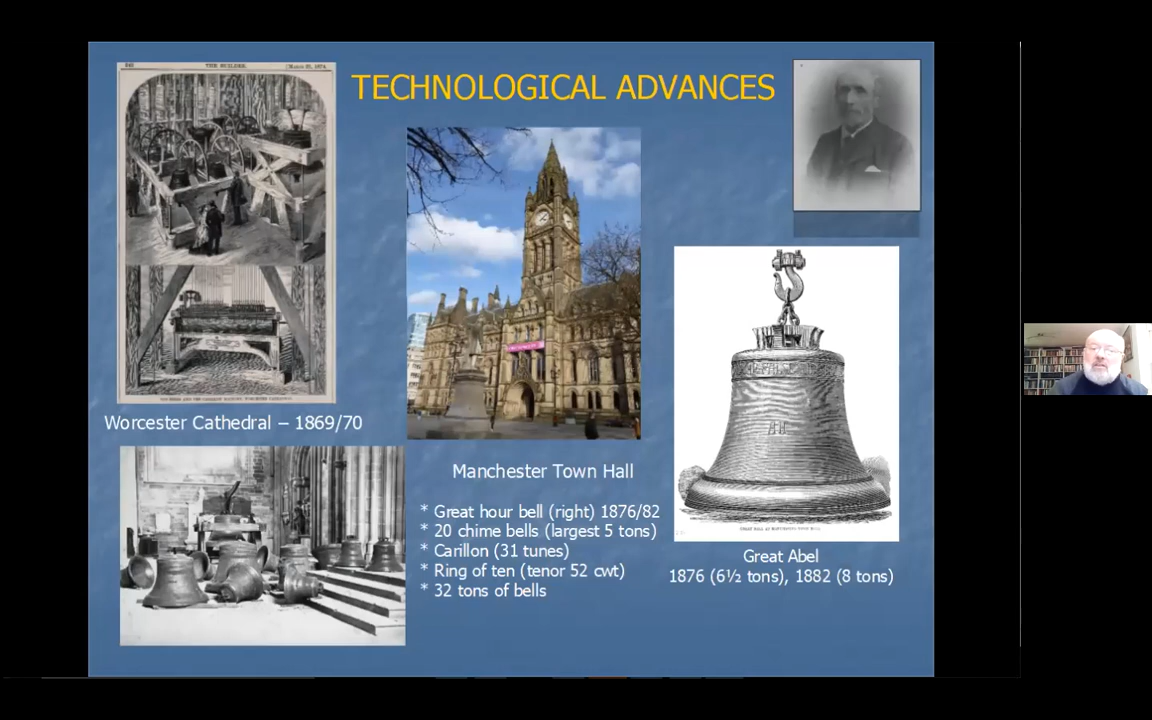 TECHNOLOGICAL ADVANCES
THE BUILDER.
Worcester Cathedral – 1869/70
Manchester Town Hall
* Great hour bell (right) 1876/82
* 20 chime bells (largest 5 tons)
* Carillon (31 tunes)
* Ring of ten (tenor 52 cwt)
* 32 tons of bells
Great Abel
1876 (6½ tons), 1882 (8 tons)